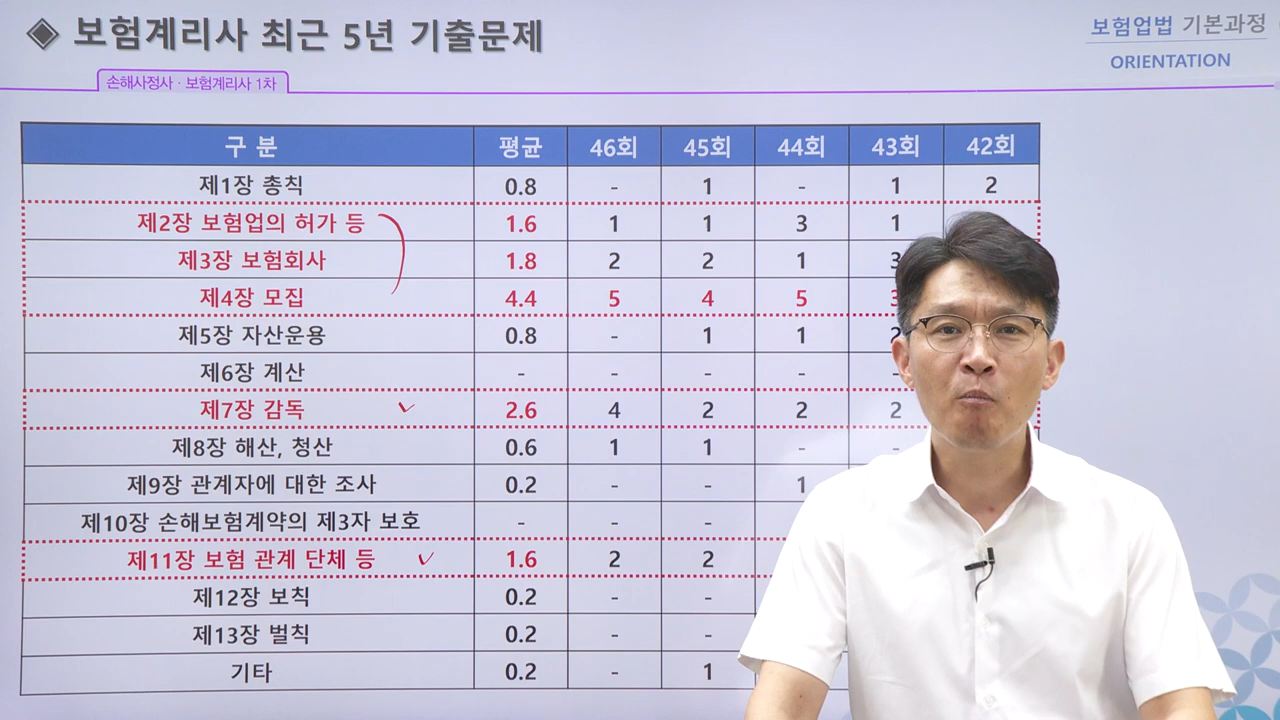 ◈ 보험계리사 최근 5년 기출문제
보험업법 기본과정
ORIENTATION
손해사정사 · 보험계리사 1차
구 분 평균 46회 45회 44회 43회 42회
제1장 총칙 0.8 - 1 - 1 2
제2장 보험업의 허가 등 1.6 1 1 3 1
제3장 보험회사 1.8 2 2 1 3
제4장 모집 4.4 5 4 5 3
제5장 자산운용 0.8 - 1 1 2
제6장 계산 - - - - -
제7장 감독 2.6 4 2 2 2
제8장 해산, 청산 0.6 1 1 - -
제9장 관계자에 대한 조사 0.2 - - 1
제10장 손해보험계약의 제3자 보호 - - -
제11장 보험 관계 단체 등 1.6 2 2
제12장 보칙 0.2 - -
제13장 벌칙 0.2 - -
기타 0.2 - 1